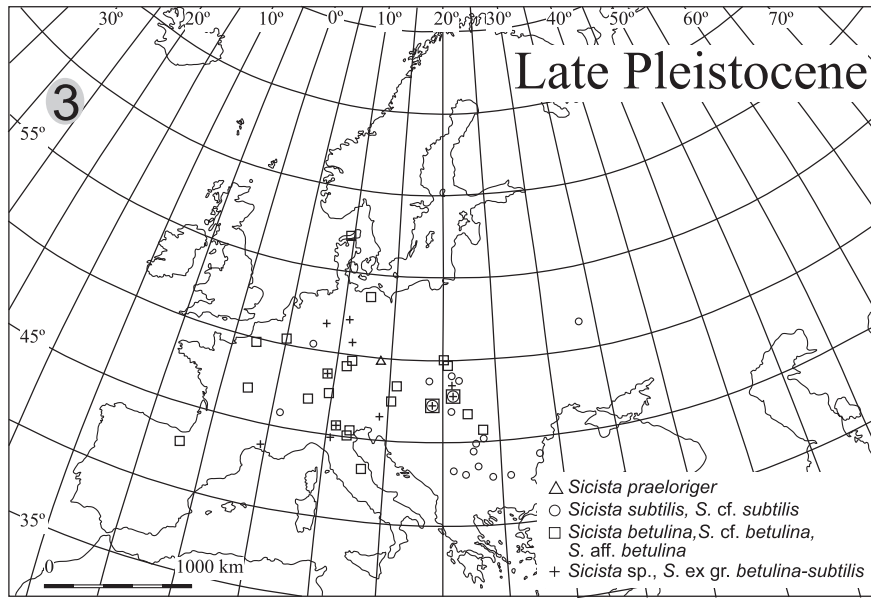 30º 20º 10º 0º 10º 20º 30º 40º 50º 60º 70º
Late Pleistocene
3
55º
45º
35º
Sicista praeloriger
Sicista subtilis, S. cf. subtilis
Sicista betulina, S. cf. betulina,
S. aff. betulina
Sicista sp., S. ex gr. betulina-subtilis
0 1000 km